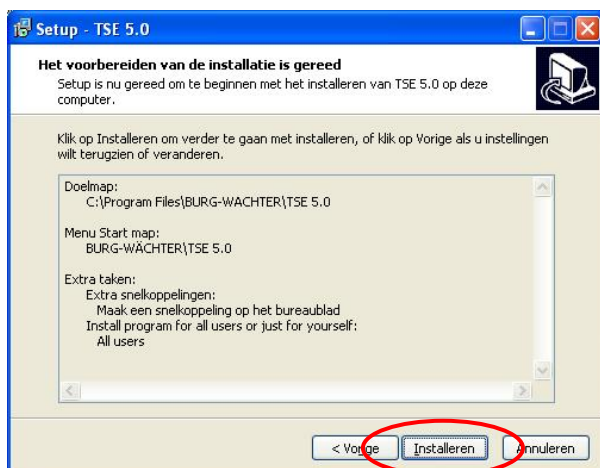 Setup - TSE 5.0
Het voorbereiden van de installatie is gereed
Setup is nu gereed om te beginnen met het installeren van TSE 5.0 op deze
computer.
Klik op Installeren om verder te gaan met installeren, of klik op Vorige als u instellingen
wilt terugzien of veranderen.
Doelmap:
C:\Program Files\BURG-WACHTER\TSE 5.0
Menu Start map:
BURG-WÄCHTER\TSE 5.0
Extra taken:
Extra snelkoppelingen:
Maak een snelkoppeling op het bureaublad
Install program for all users or just for yourself:
All users
< Vorige Installeren Annuleren